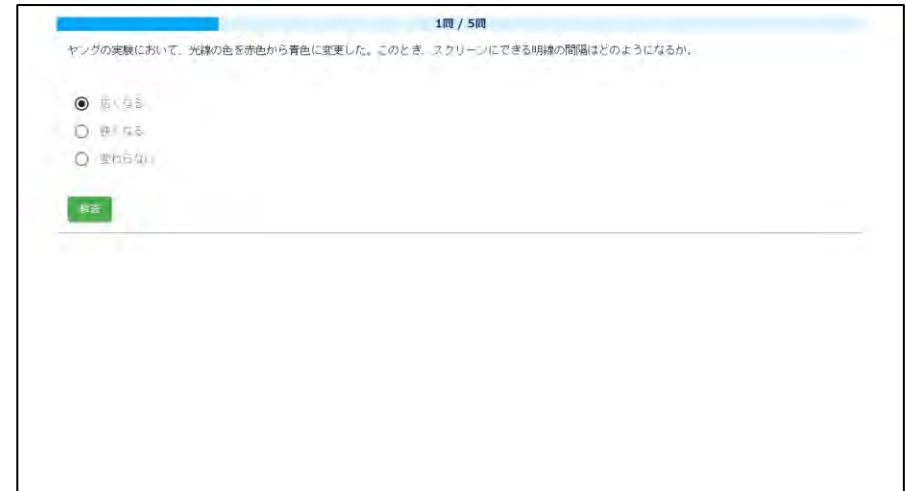 1問 / 5問
ヤングの実験において、光線の色を赤色から青色に変更した。このとき、スクリーンにできる明線の間隔はどのようになるか。
広くなる
狭くなる
変わらない
解答